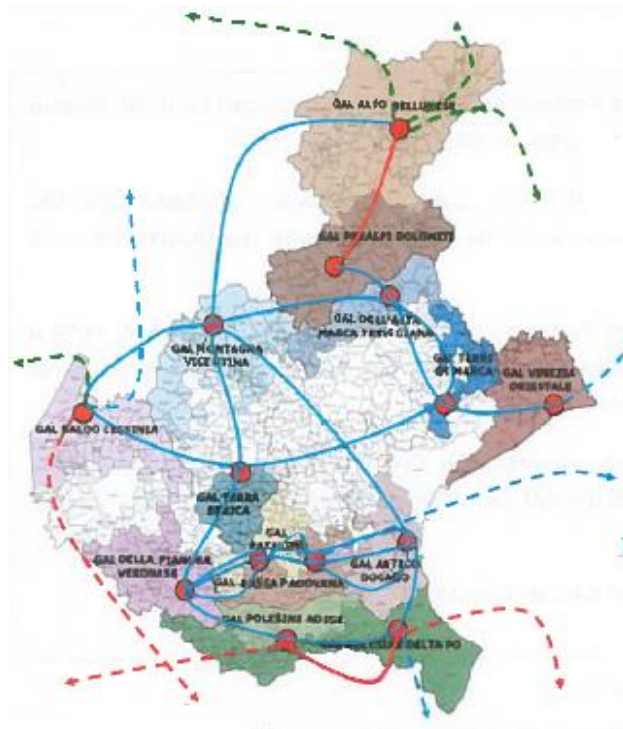 GAL ALTO BELLUNESE
GAL PREALPI DOLOMITI
GAL DELL'ALTA
MARCA TREVIGIANA
GAL MONTAGNA
VICENTINA
GAL TERRE
DI MARCA
GAL VENEZIA
ORIENTALE
GAL BALDO LESSINIA
GAL TERRA
BERICA
GAL
PATAVINO
GAL DELLA PIANURA
VERONESE
GAL BASSA PADOVANA
GAL ANTICO
DOGADO
GAL POLESINE ADIGE
GAL POLESINE DELTA PO